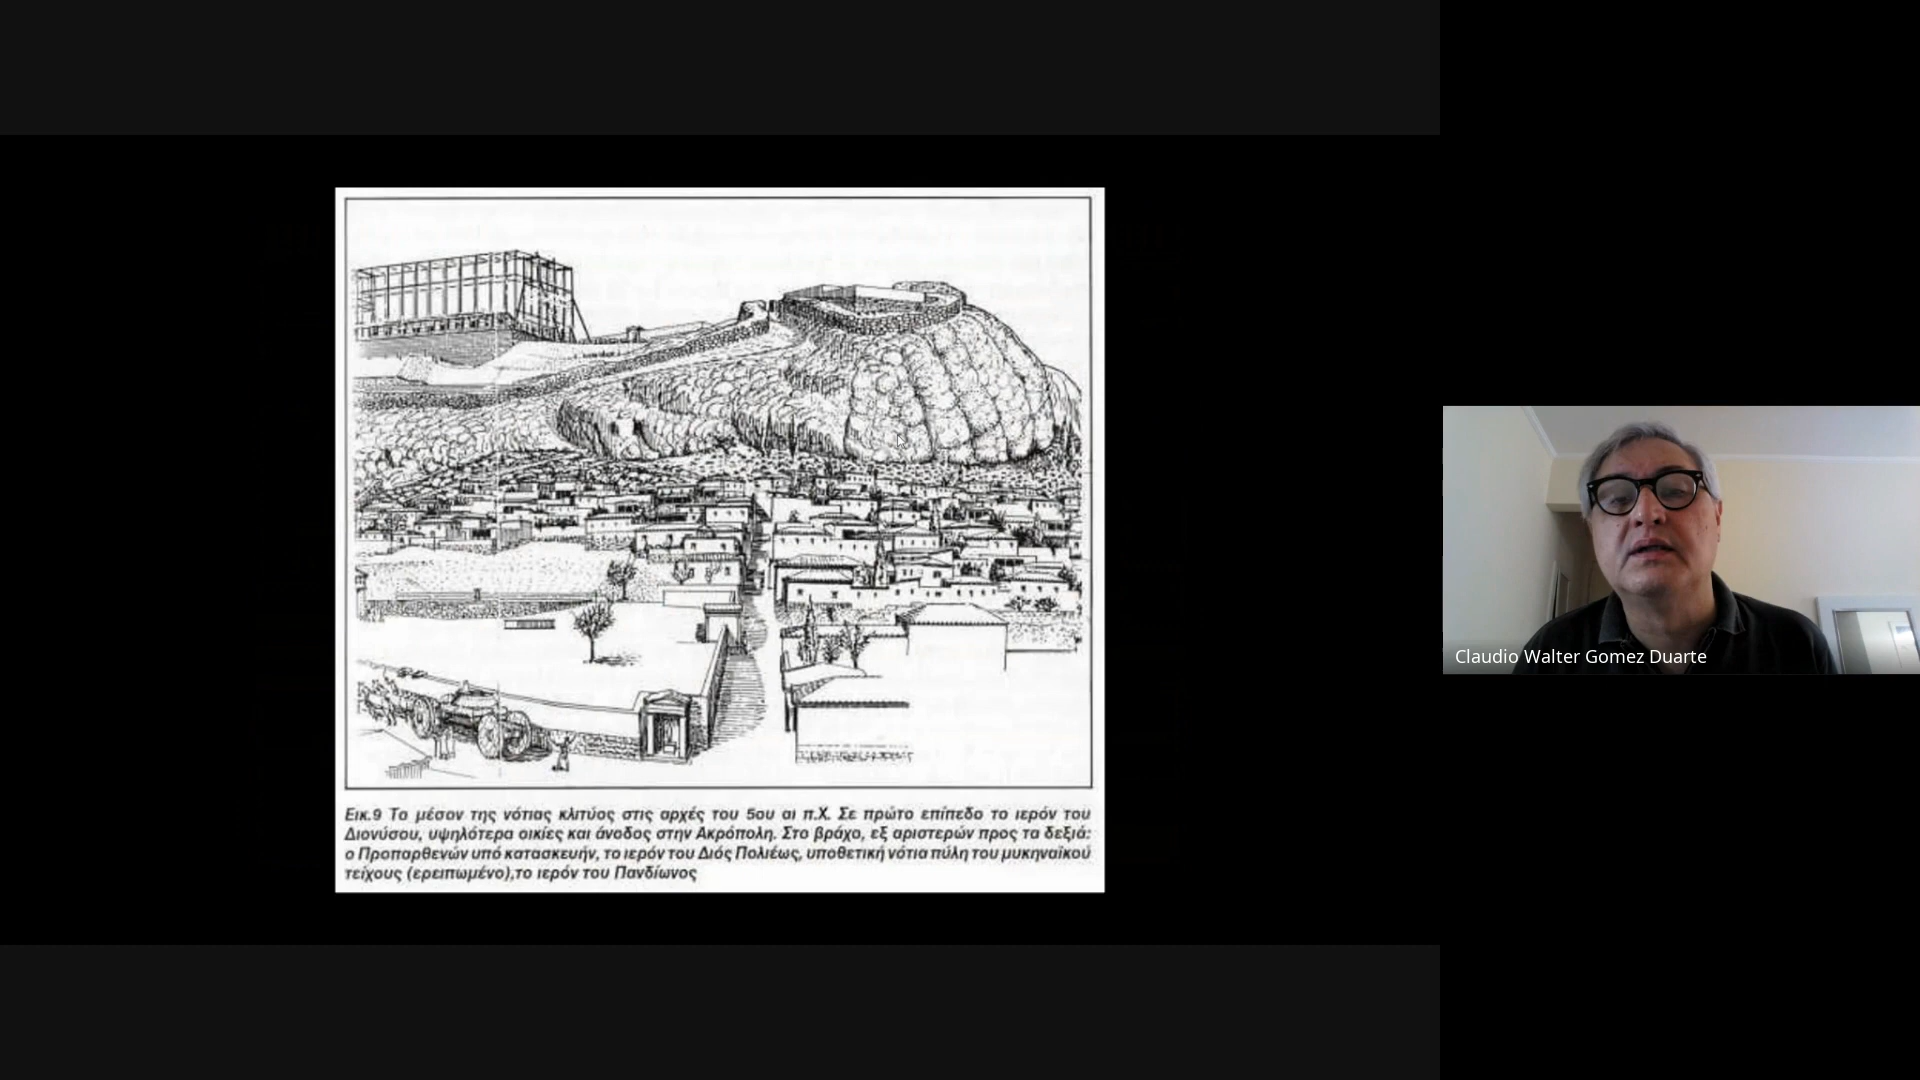 Εικ.9 Το μέσον της νότιας κλιτύος στις αρχές του 5ου αι π.Χ. Σε πρώτο επίπεδο το ιερόν του
Διονύσου, υψηλότερα οικίες και άνοδος στην Ακρόπολη. Στο βράχο, εξ αριστερών προς τα δεξιά:
ο Προπαρθενών υπό κατασκευήν, το ιερόν του Διός Πολιέως, υποθετική νότια πύλη του μυκηναϊκού
τείχους (ερειπωμένο),το ιερόν του Πανδίωνος
Claudio Walter Gomez Duarte